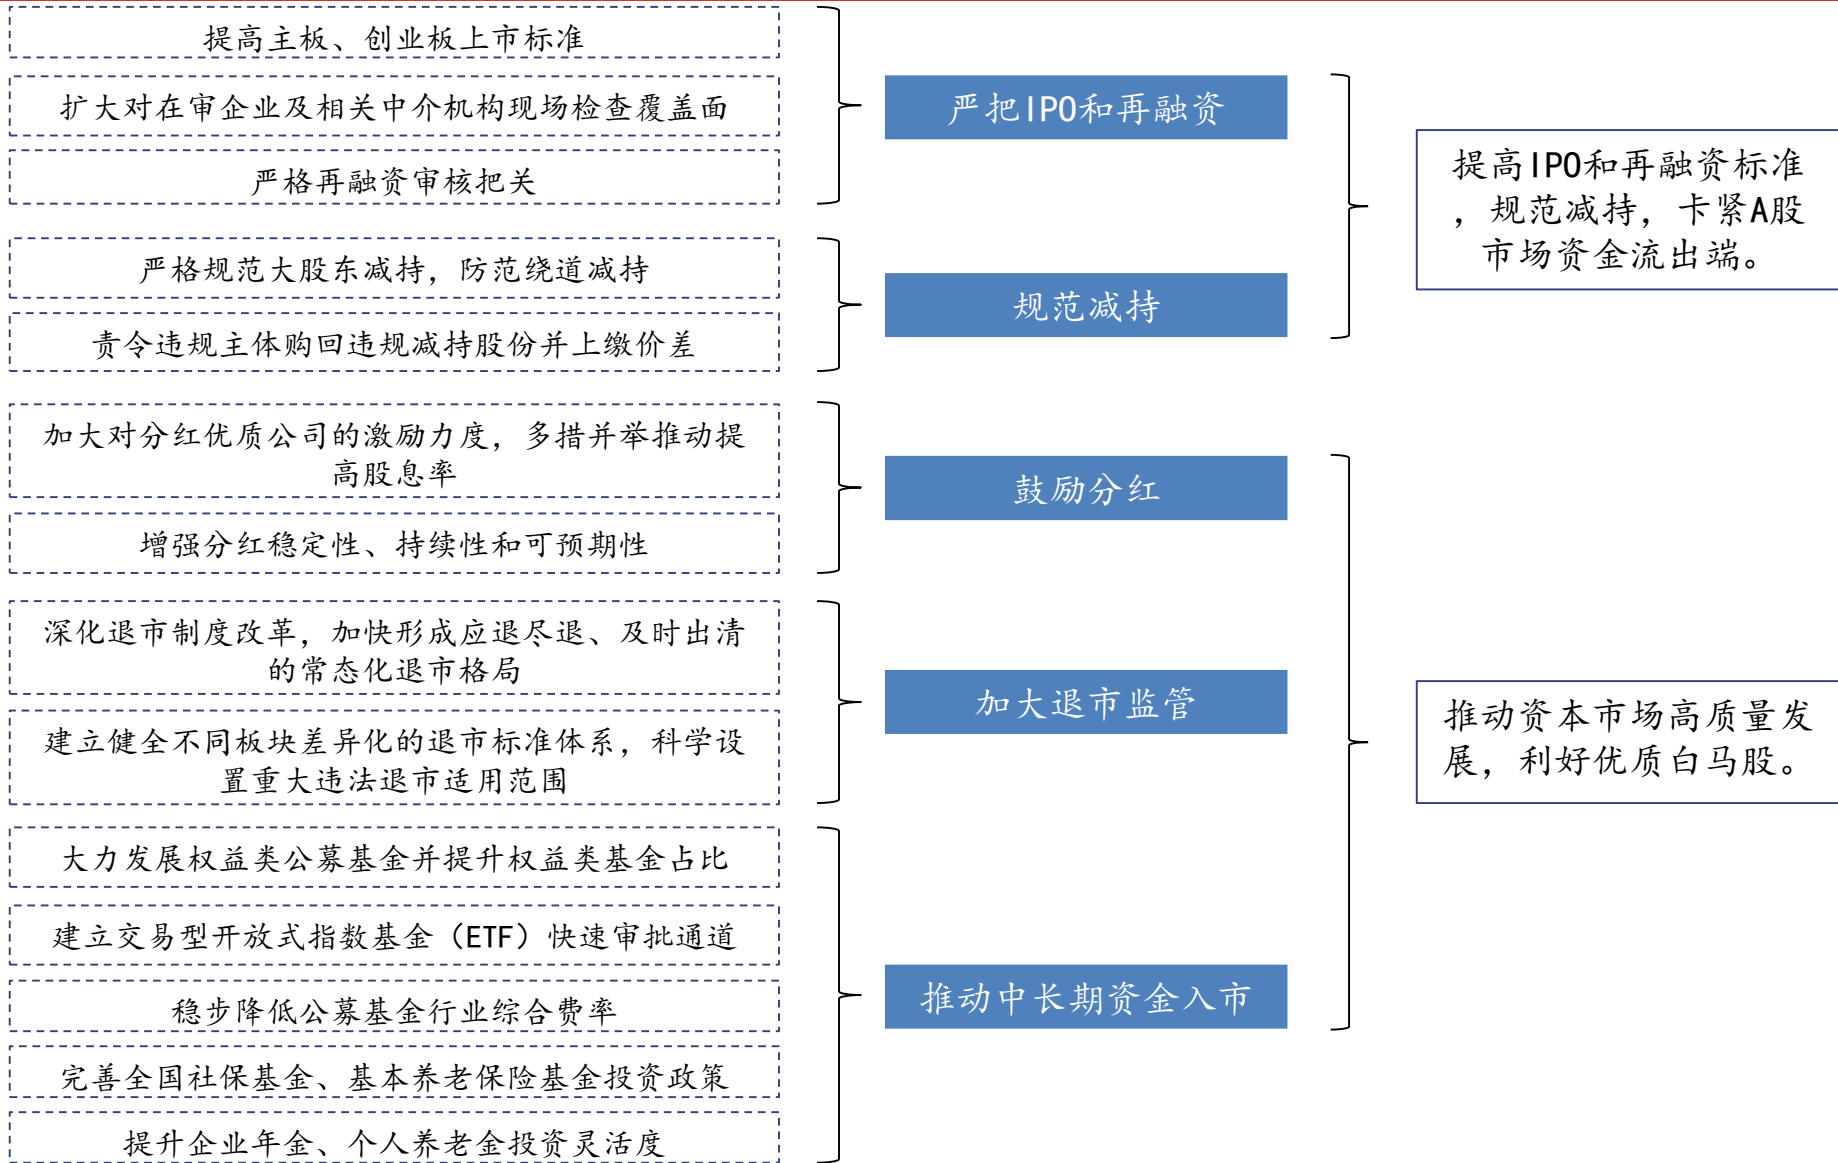 提高主板、创业板上市标准
扩大对在审企业及相关中介机构现场检查覆盖面
严格再融资审核把关
严把IPO和再融资
严格规范大股东减持，防范绕道减持
责令违规主体购回违规减持股份并上缴价差
规范减持
提高IPO和再融资标准
，规范减持，卡紧A股
市场资金流出端。
加大对分红优质公司的激励力度，多措并举推动提
高股息率
增强分红稳定性、持续性和可预期性
鼓励分红
深化退市制度改革，加快形成应退尽退、及时出清
的常态化退市格局
建立健全不同板块差异化的退市标准体系，科学设
置重大违法退市适用范围
加大退市监管
大力发展权益类公募基金并提升权益类基金占比
建立交易型开放式指数基金（ETF）快速审批通道
稳步降低公募基金行业综合费率
完善全国社保基金、基本养老保险基金投资政策
提升企业年金、个人养老金投资灵活度
推动中长期资金入市
推动资本市场高质量发
展，利好优质白马股。